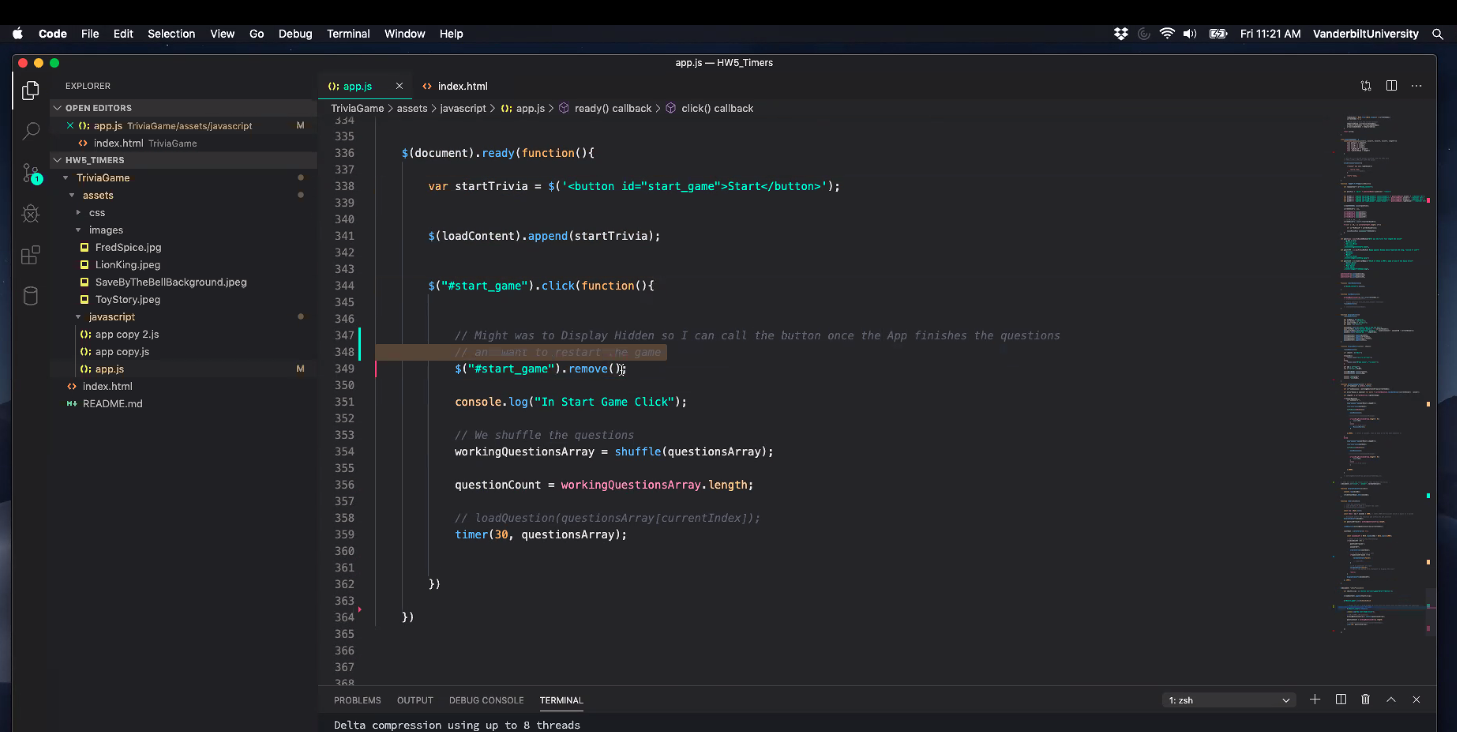 Code File Edit Selection View Go Debug Terminal Window Help Fri 11:21 AM VanderbiltUniversity
app.js — HW5_Timers
EXPLORER
OPEN EDITORS
app.js TriviaGame/assets/javascript M
index.html TriviaGame
HW5_TIMERS
TriviaGame
assets
css
images
FredSpice.jpg
LionKing.jpeg
SaveByTheBellBackground.jpeg
ToyStory.jpeg
javascript
app copy 2.js
app copy.js
app.js M
index.html
README.md
1
app.js index.html
TriviaGame > assets > javascript > app.js > ready() callback > click() callback
334
335
336 $(document).ready(function(){
337
338 var startTrivia = $('<button id="start_game">Start</button>');
339
340
341 $(loadContent).append(startTrivia);
342
343
344 $("#start_game").click(function(){
345
346
347 // Might was to Display Hidden so I can call the button once the App finishes the questions
348 // want to restart game
349 $("#start_game").remove();
350
351 console.log("In Start Game Click");
352
353 // We shuffle the questions
354 workingQuestionsArray = shuffle(questionsArray);
355
356 questionCount = workingQuestionsArray.length;
357
358 // loadQuestion(questionsArray[currentIndex]);
359 timer(30, questionsArray);
360
361
362 })
363
364 })
365
366
367
368
PROBLEMS OUTPUT DEBUG CONSOLE TERMINAL 1: zsh
Delta compression using up to 8 threads